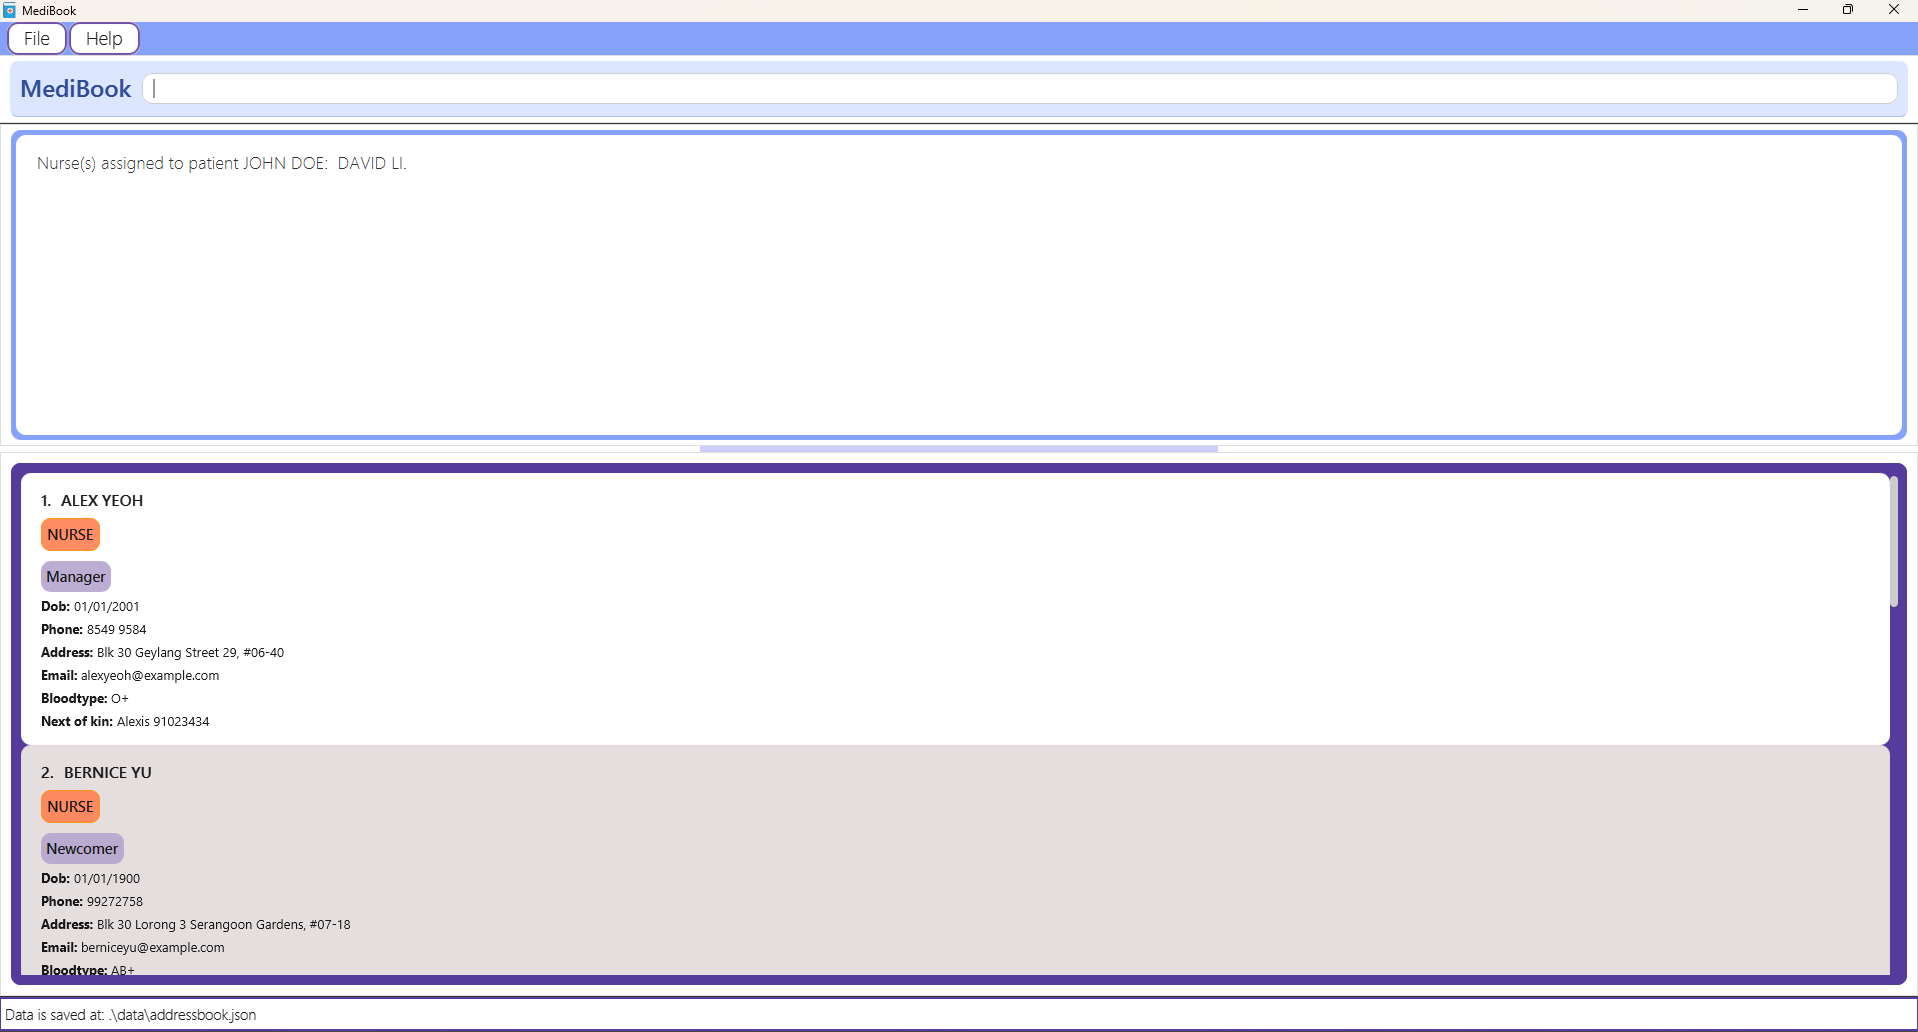 MediBook
File Help
MediBook
Nurse(s) assigned to patient JOHN DOE:  DAVID LI.
1. ALEX YEOH
NURSE
Manager
Dob: 01/01/2001
Phone: 8549 9584
Address: Blk 30 Geylang Street 29, #06-40
Email: alexyeoh@example.com
Bloodtype: O+
Next of kin: Alexis 91023434
2. BERNICE YU
NURSE
Newcomer
Dob: 01/01/1900
Phone: 99272758
Address: Blk 30 Lorong 3 Serangoon Gardens, #07-18
Email: berniceyu@example.com
Bloodtype: AB+
Data is saved at: .\data\addressbook.json